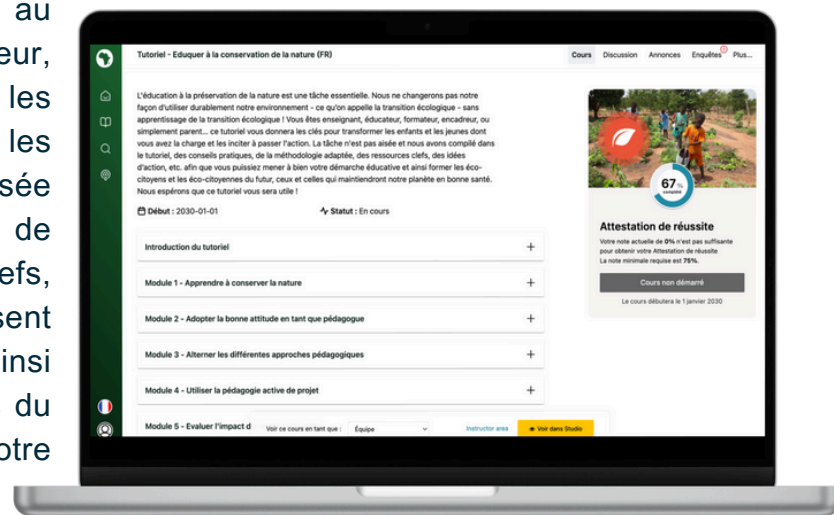 au
eur,
les
les
sée
de
efs,
sent
insi
du
otre
Tutoriel - Eduquer à la conservation de la nature (FR)
Cours Discussion Annonces Enquêtes Plus...
L'éducation à la préservation de la nature est une tâche essentielle. Nous ne changerons pas notre
façon d'utiliser durablement notre environnement - ce qu'on appelle la transition écologique - sans
apprentissage de la transition écologique ! Vous êtes enseignant, éducateur, formateur, encadreur, ou
simplement parent... ce tutoriel vous donnera les clés pour transformer les enfants et les jeunes dont
vous avez la charge et les inciter à passer l'action. La tâche n'est pas aisée et nous avons compilé dans
le tutoriel, des conseils pratiques, de la méthodologie adaptée, des ressources clefs, des idées
d'action, etc. afin que vous puissiez mener à bien votre démarche éducative et ainsi former les éco-
citoyens et les éco-citoyennes du futur, ceux et celles qui maintiendront notre planète en bonne santé.
Nous espérons que ce tutoriel vous sera utile !
Début : 2030-01-01 Statut : En cours
Introduction du tutoriel +
Module 1 - Apprendre à conserver la nature +
Module 2 - Adopter la bonne attitude en tant que pédagogue +
Module 3 - Alterner les différentes approches pédagogiques +
Module 4 - Utiliser la pédagogie active de projet +
Module 5 - Evaluer l'impact d
Voir ce cours en tant que : Équipe Instructor area Voir dans Studio
67%
complété
Attestation de réussite
Votre note actuelle de 0% n'est pas suffisante
pour obtenir votre Attestation de réussite
La note minimale requise est 75%.
Cours non démarré
Le cours débutera le 1 janvier 2030